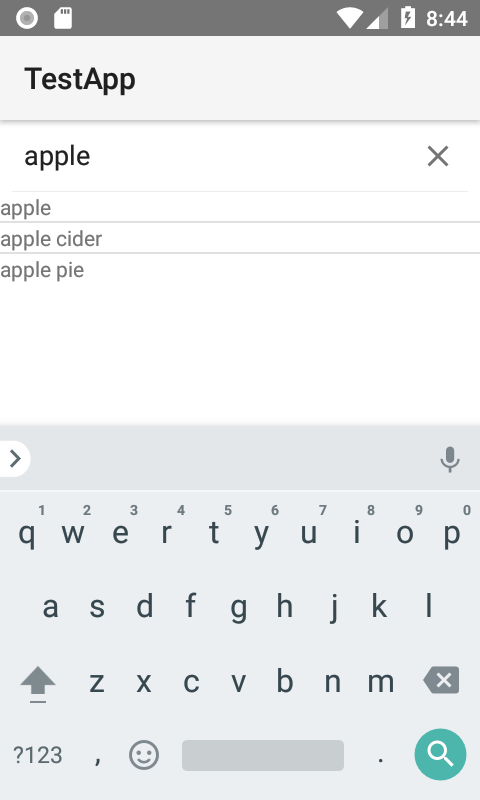 8:44
TestApp
apple
apple
apple cider
apple pie
1 2 3 4 5 6 7 8 9 0
q w e r t y u i o p
a s d f g h j k l
z x c v b n m
?123 , .